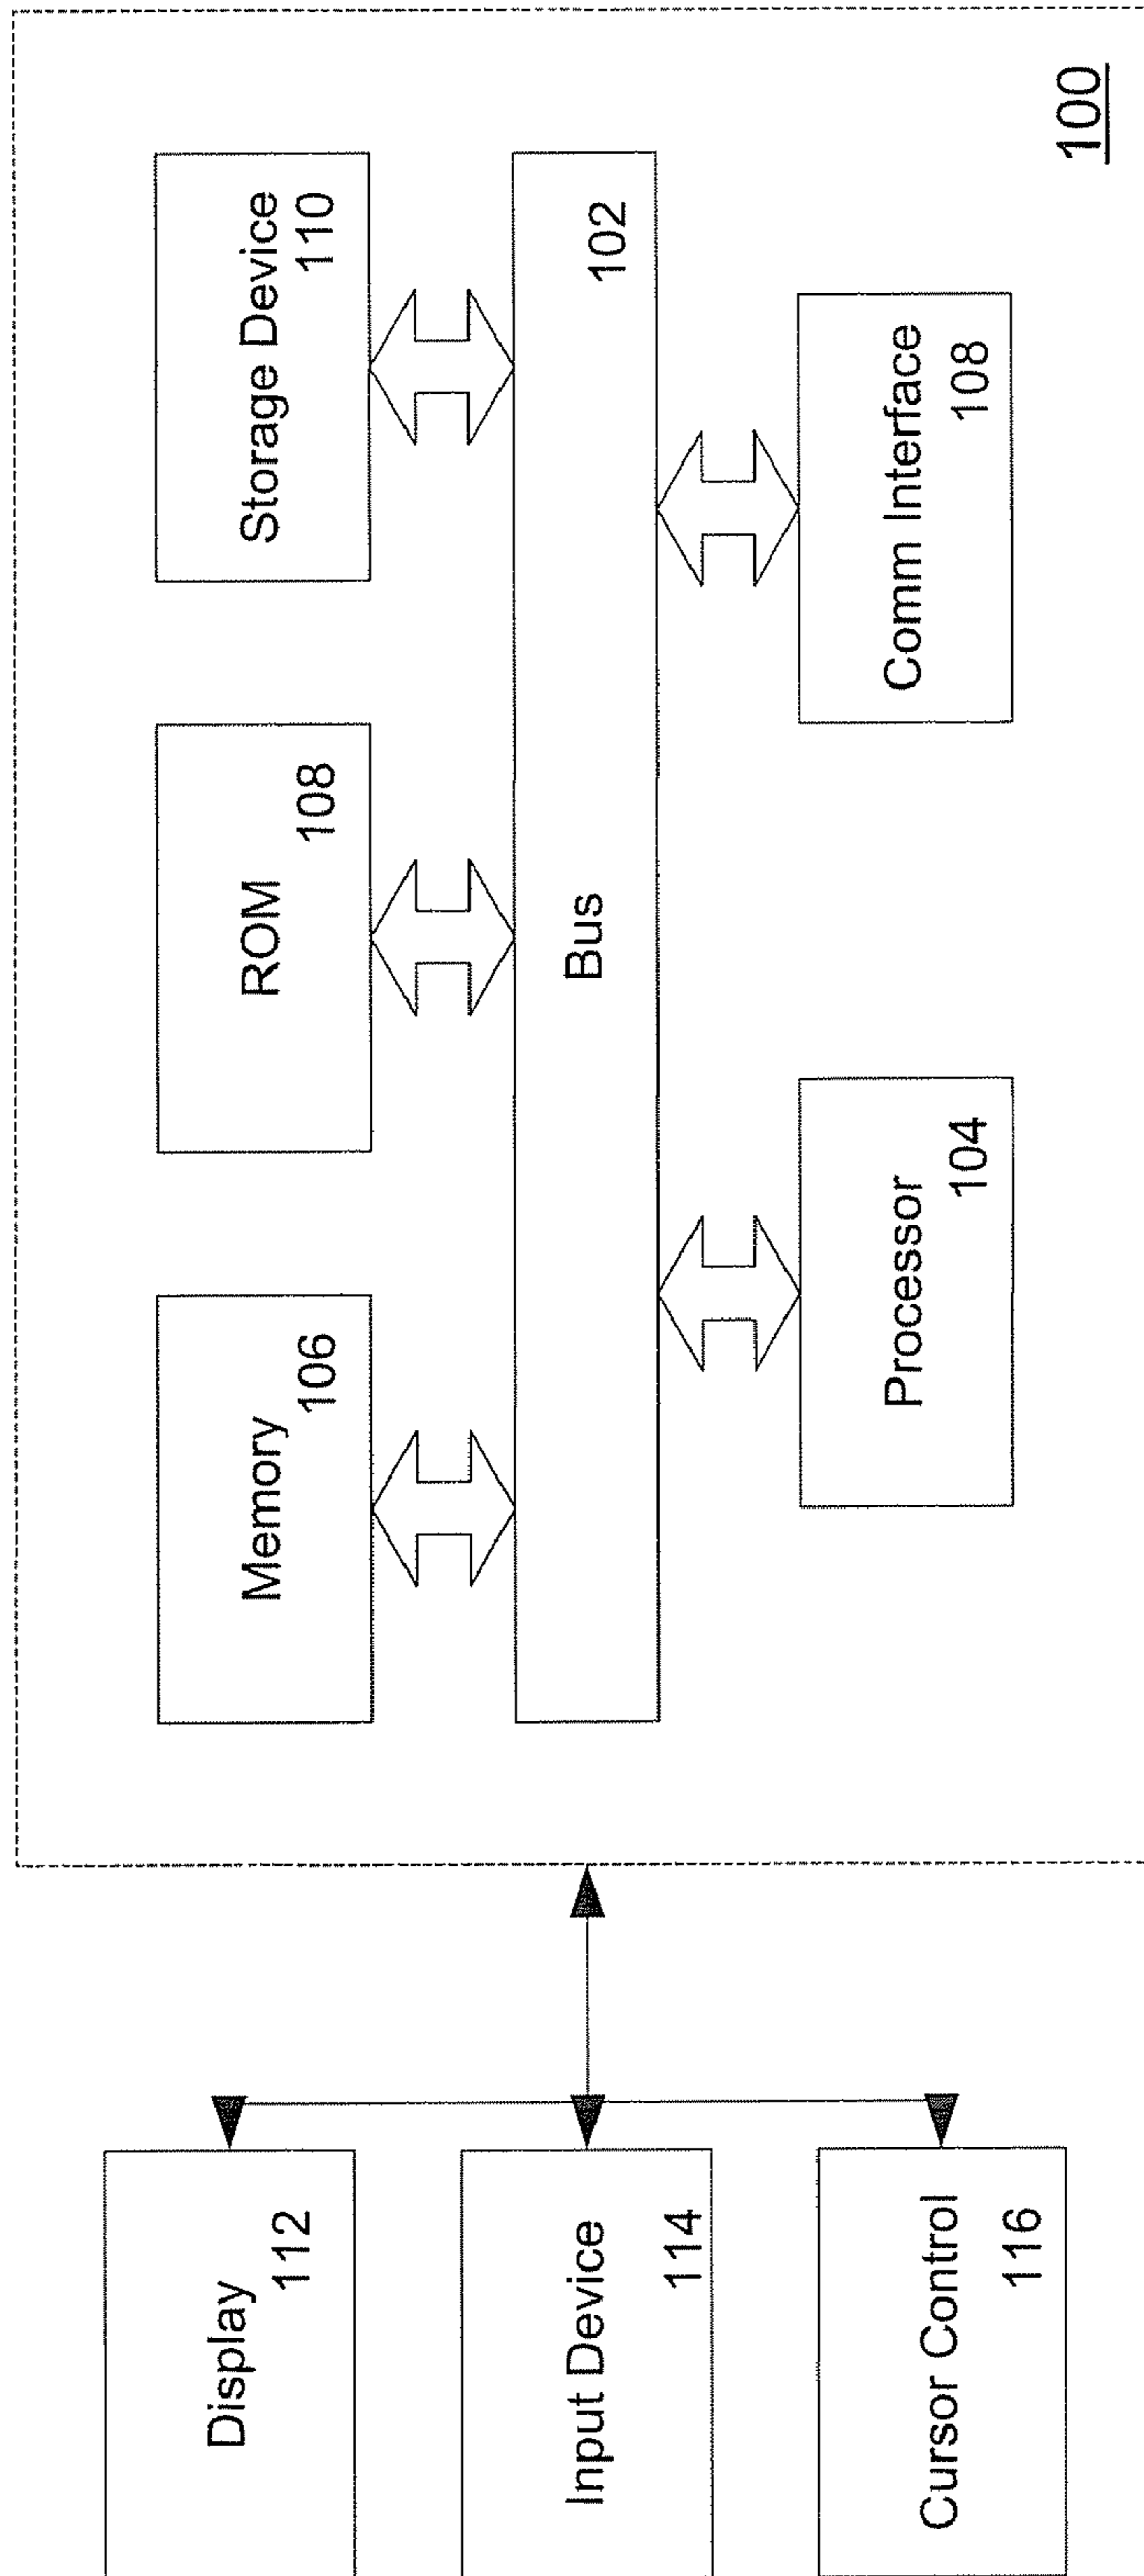 Display
112
Input Device
114
Cursor Control
116
Memory
106
ROM
108
Storage Device
110
Bus
102
Processor
104
Comm Interface
108
100